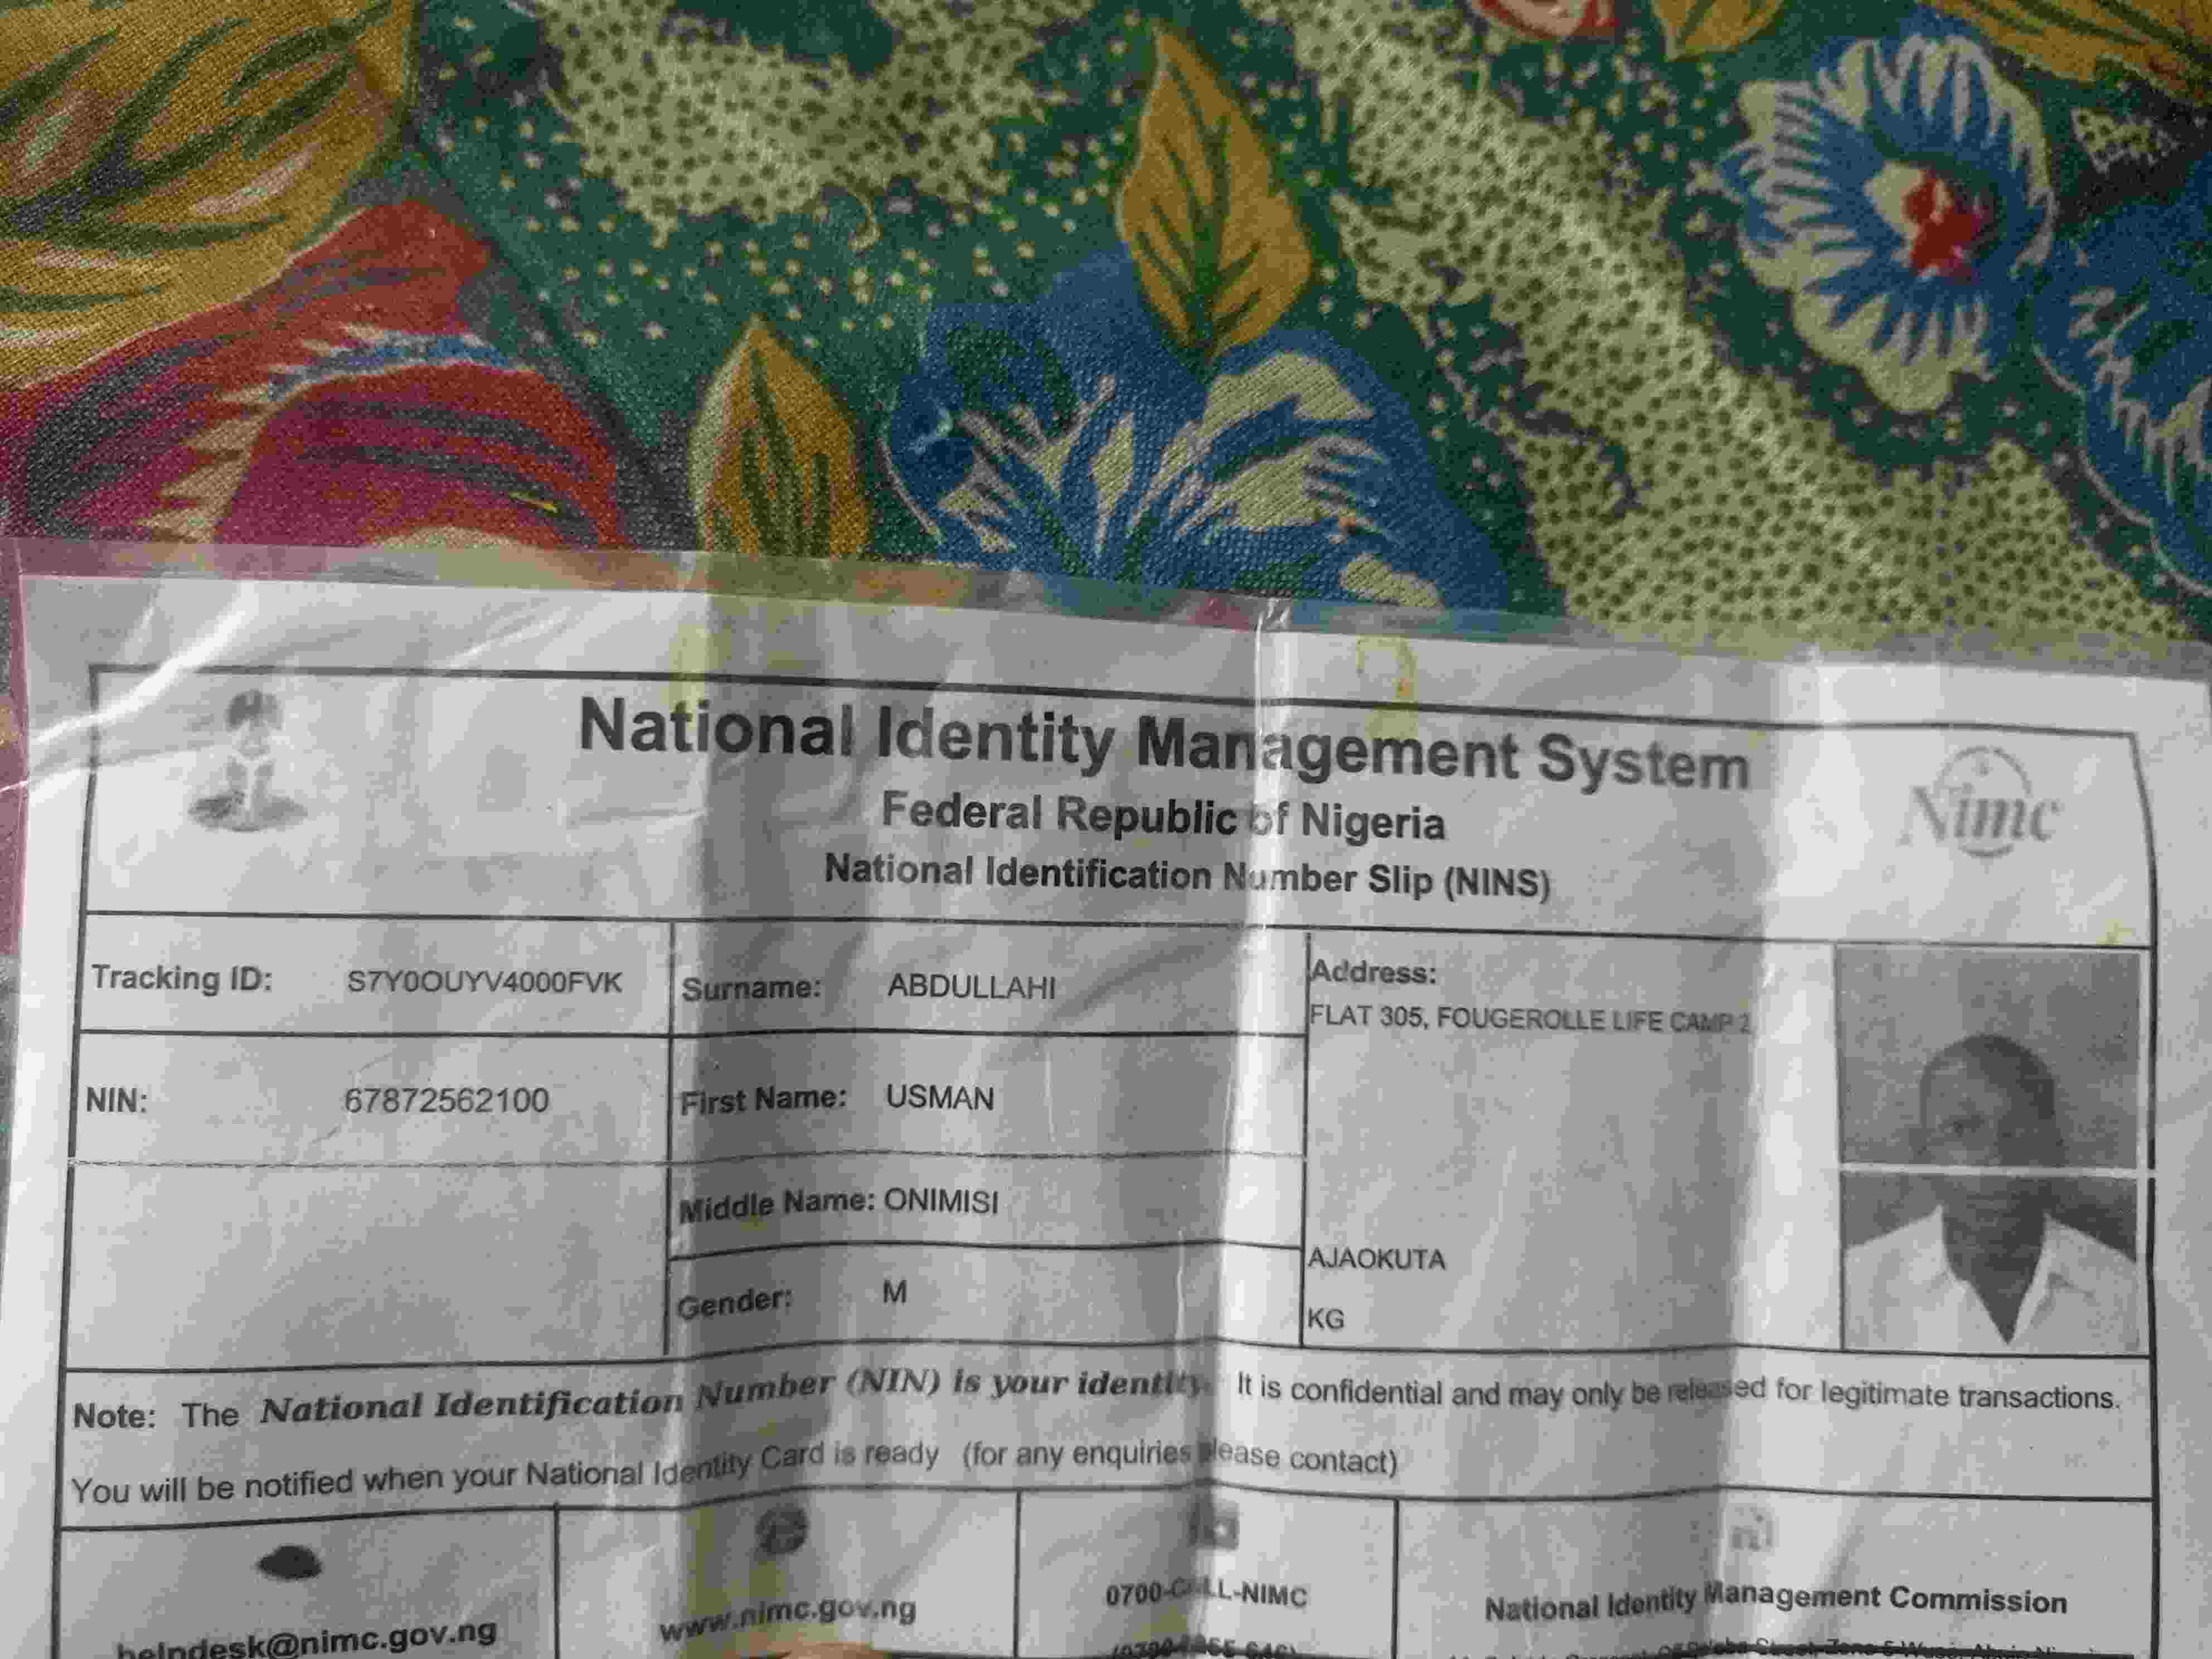 National Identity Management System
Federal Republic of Nigeria
National Identification Number Slip (NINS)
Nimc
Tracking ID: S7Y0OUYV4000FVK
Surname: ABDULLAHI
Address:
FLAT 305, FOUGEROLLE LIFE CAMP 2
NIN: 67872562100
First Name: USMAN
Middle Name: ONIMISI
AJAOKUTA
Gender: M
KG
Note: The National Identification Number (NIN) is your identity. It is confidential and may only be released for legitimate transactions.
You will be notified when your National Identity Card is ready (for any enquiries please contact)
helpdesk@nimc.gov.ng
www.nimc.gov.ng
0700-CALL-NIMC
National Identity Management Commission